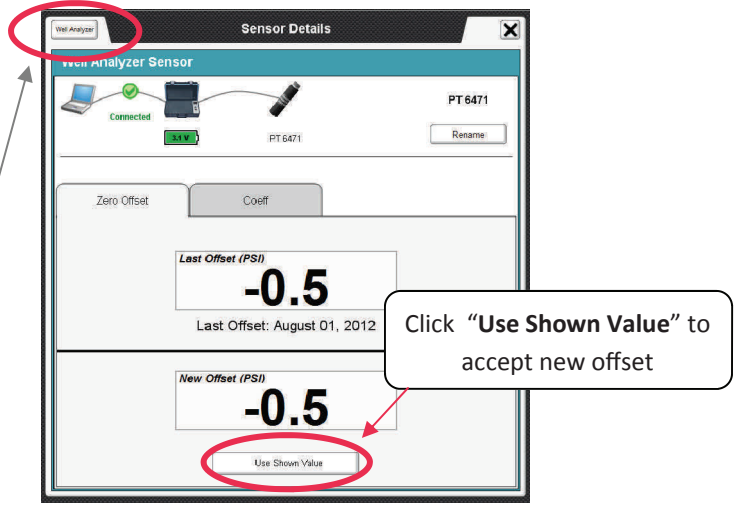 Well Analyzer
Sensor Details
X
Well Analyzer Sensor
Connected
3.1 V
PT 6471
PT 6471
Rename
Zero Offset
Coeff
Last Offset (PSI)
-0.5
Last Offset: August 01, 2012
Click “Use Shown Value” to
accept new offset
New Offset (PSI)
-0.5
Use Shown Value